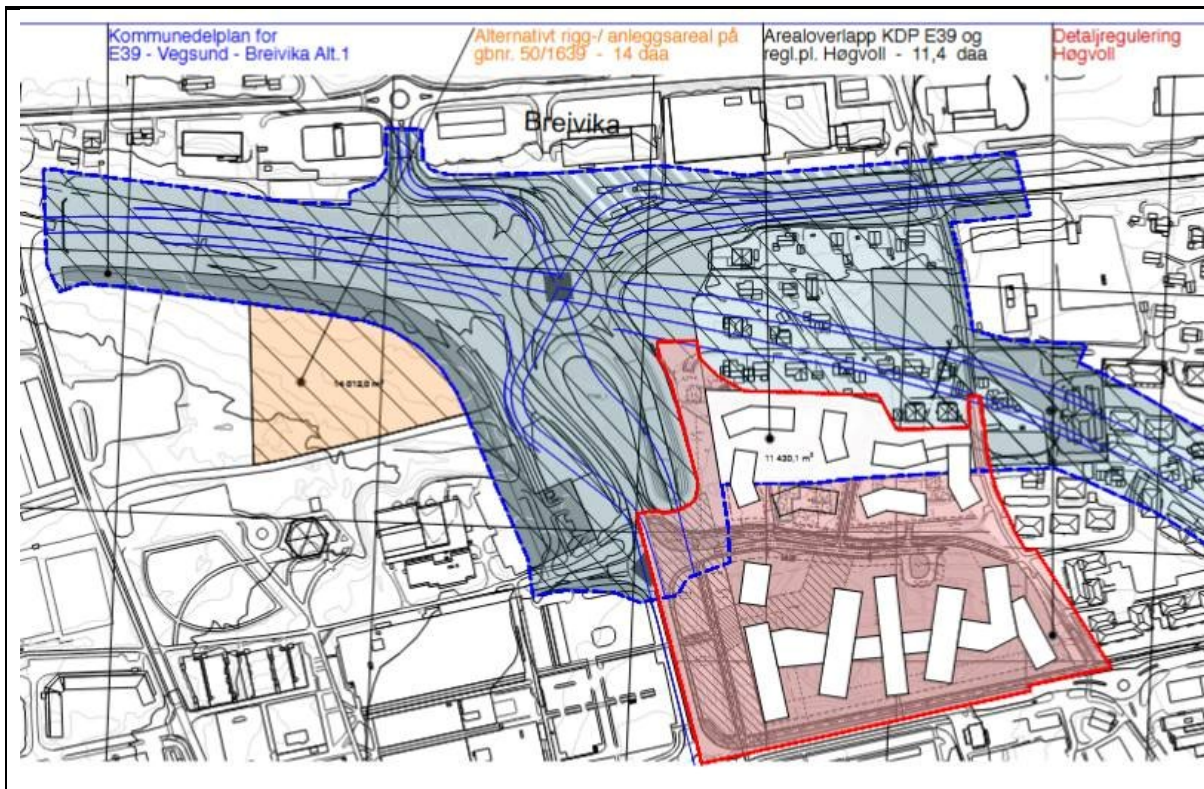 Kommunedelplan for
E39 - Vegsund - Breivika Alt.1
Alternativt rigg-/ anleggsareal på
gbnr. 50/1639 - 14 daa
Arealoverlapp KDP E39 og
regl.pl. Høgvoll - 11,4 daa
Detaljregulering
Høgvoll
Breivika
11 430,1 m²